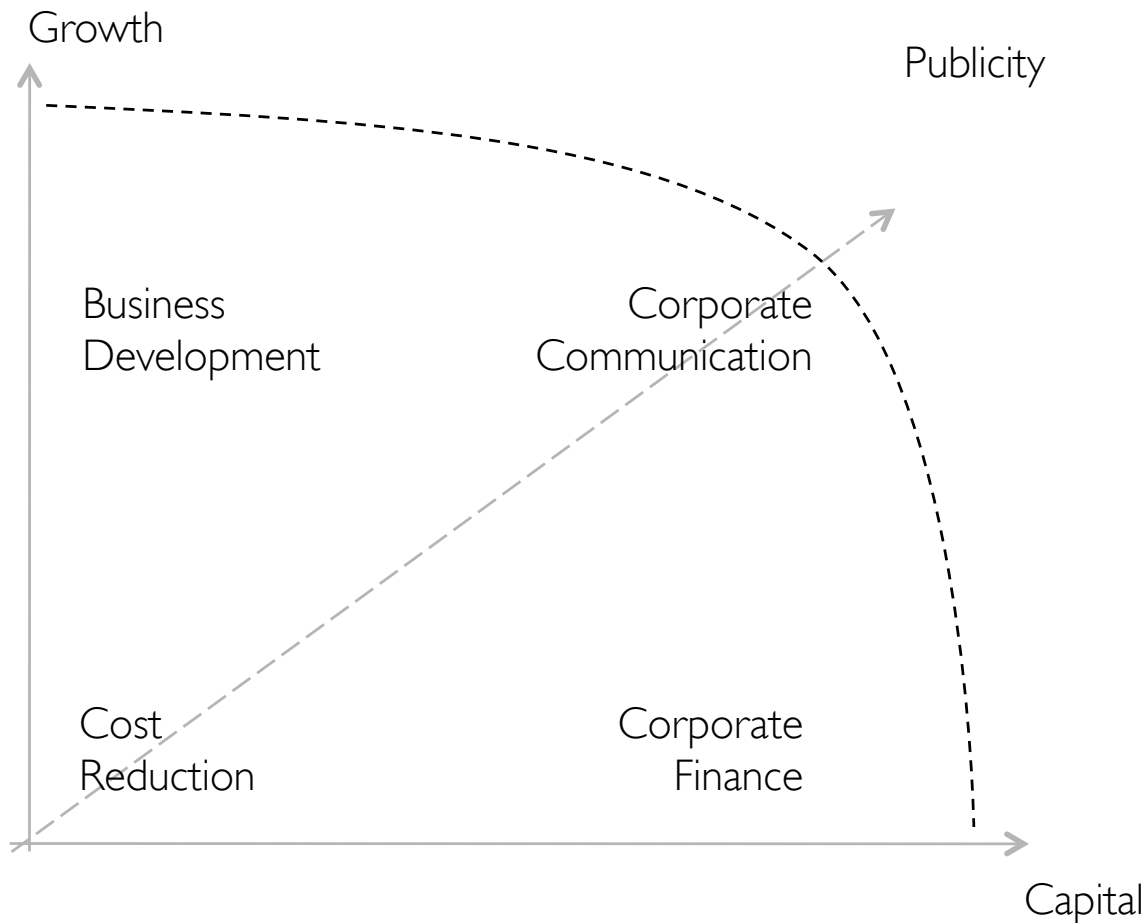 Growth
Publicity
Business
Development
Corporate
Communication
Cost
Reduction
Corporate
Finance
Capital